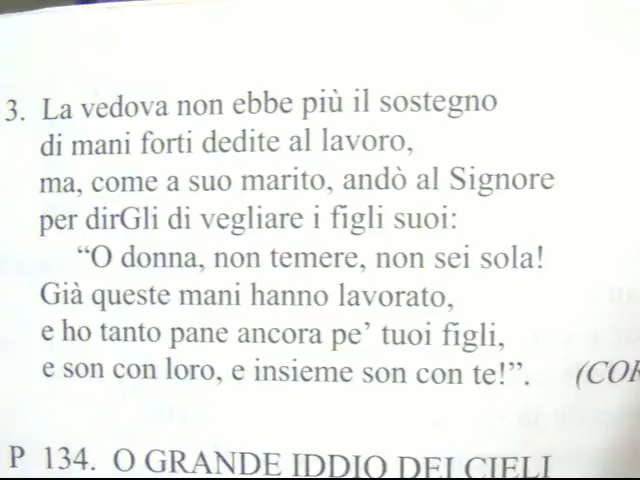 3. La vedova non ebbe più il sostegno
di mani forti dedite al lavoro,
ma, come a suo marito, andò al Signore
per dirGli di vegliare i figli suoi:
“O donna, non temere, non sei sola!
Già queste mani hanno lavorato,
e ho tanto pane ancora pe’ tuoi figli,
e son con loro, e insieme son con te!”.
P 134. O GRANDE IDDIO DEI CIELI